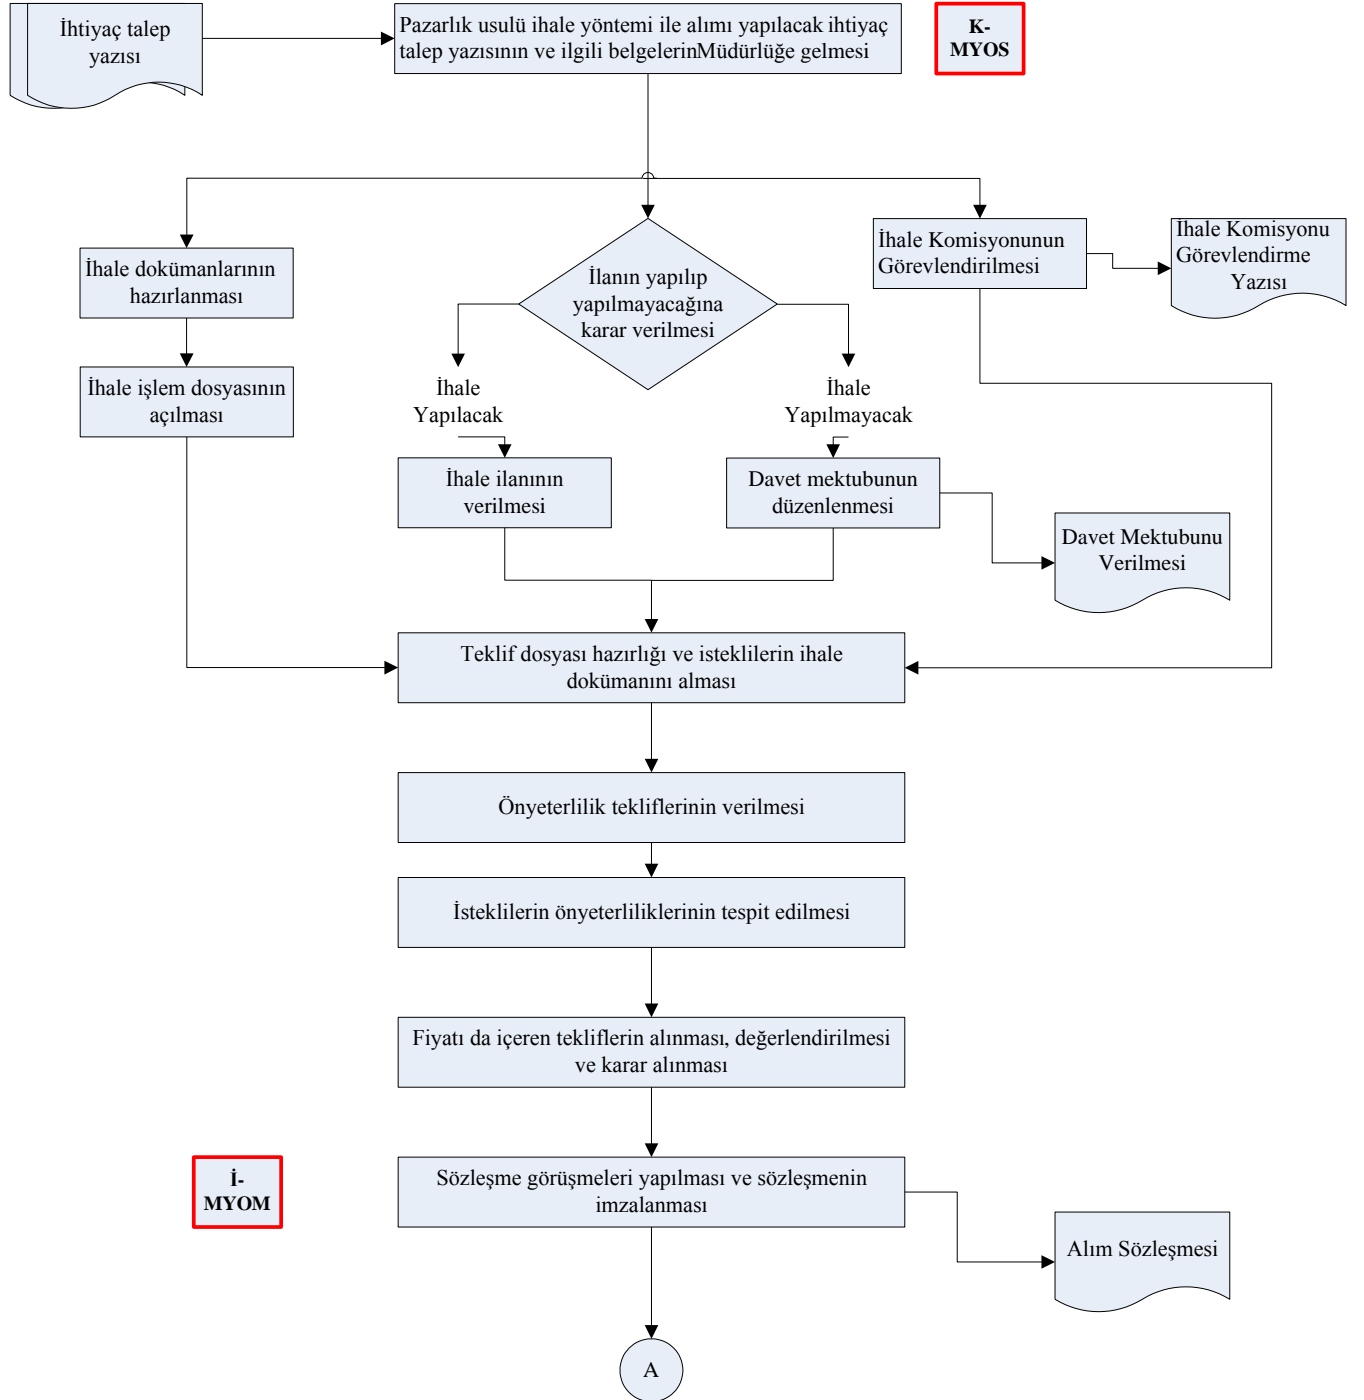 İhtiyaç talep
yazısı
Pazarlık usulü ihale yöntemi ile alımı yapılacak ihtiyaç
talep yazısının ve ilgili belgelerinMüdürlüğe gelmesi
K-
MYOS
İhale dokümanlarının
hazırlanması
İlanın yapılıp
yapılmayacağına
karar verilmesi
İhale Komisyonunun
Görevlendirilmesi
İhale Komisyonu
Görevlendirme
Yazısı
İhale işlem dosyasının
açılması
İhale
Yapılacak
İhale
Yapılmayacak
İhale ilanının
verilmesi
Davet mektubunun
düzenlenmesi
Davet Mektubunu
Verilmesi
Teklif dosyası hazırlığı ve isteklilerin ihale
dokümanını alması
Önyeterlilik tekliflerinin verilmesi
İsteklilerin önyeterliliklerinin tespit edilmesi
Fiyatı da içeren tekliflerin alınması, değerlendirilmesi
ve karar alınması
İ-
MYOM
Sözleşme görüşmeleri yapılması ve sözleşmenin
imzalanması
Alım Sözleşmesi
A